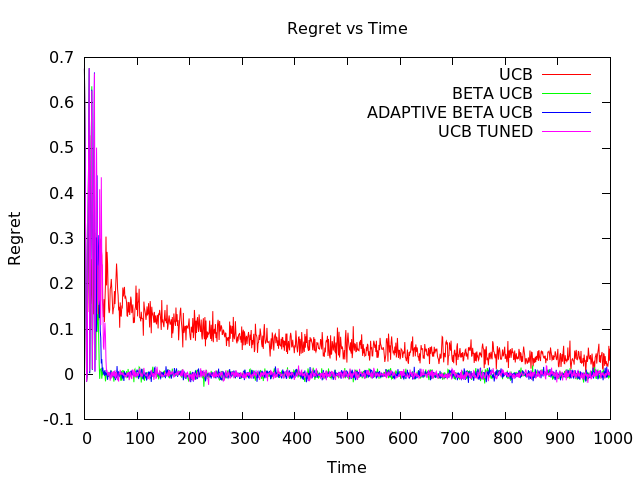 Regret vs Time
UCB
BETA UCB
ADAPTIVE BETA UCB
UCB TUNED
0.7
0.6
0.5
0.4
0.3
0.2
0.1
0
-0.1
Regret
0 100 200 300 400 500 600 700 800 900 1000
Time